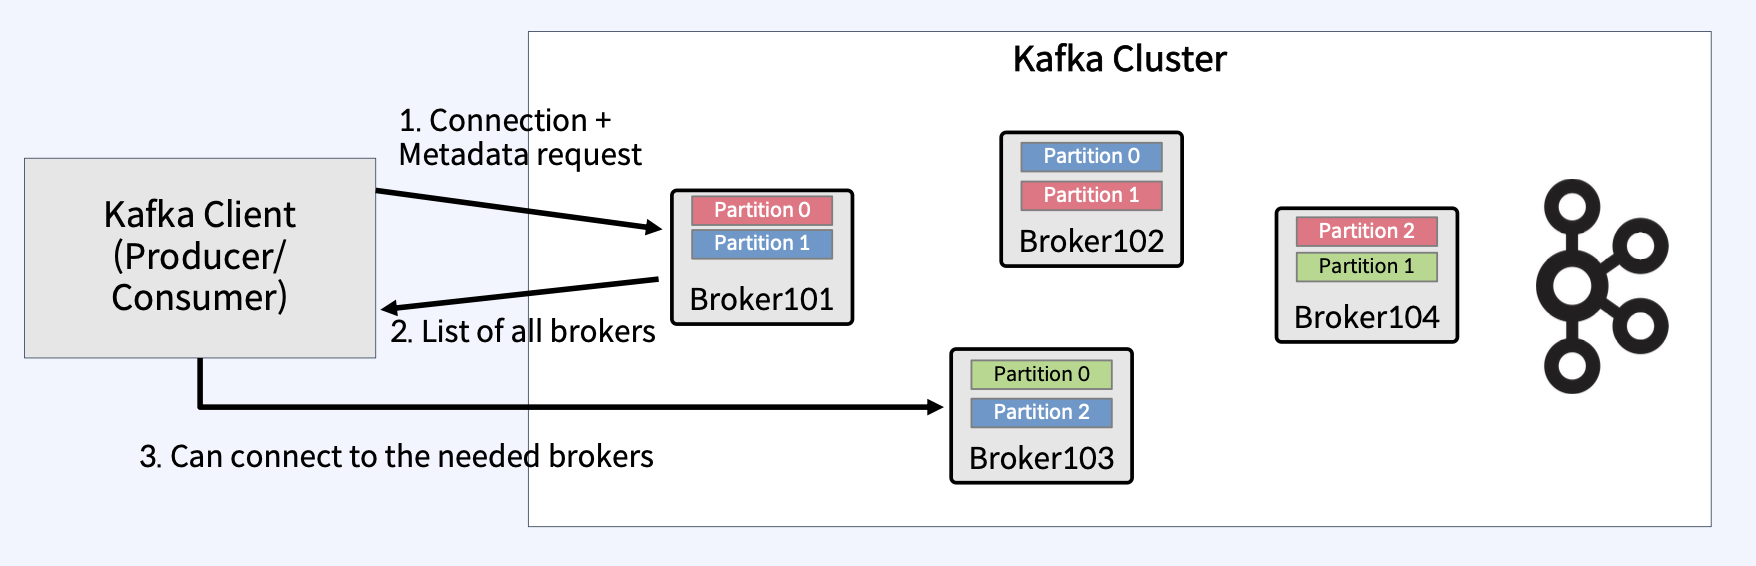 Kafka Cluster
1. Connection +
Metadata request
Kafka Client
(Producer/
Consumer)
2. List of all brokers
3. Can connect to the needed brokers
Partition 0
Partition 1
Broker101
Partition 0
Partition 1
Broker102
Partition 0
Partition 2
Broker103
Partition 2
Partition 1
Broker104